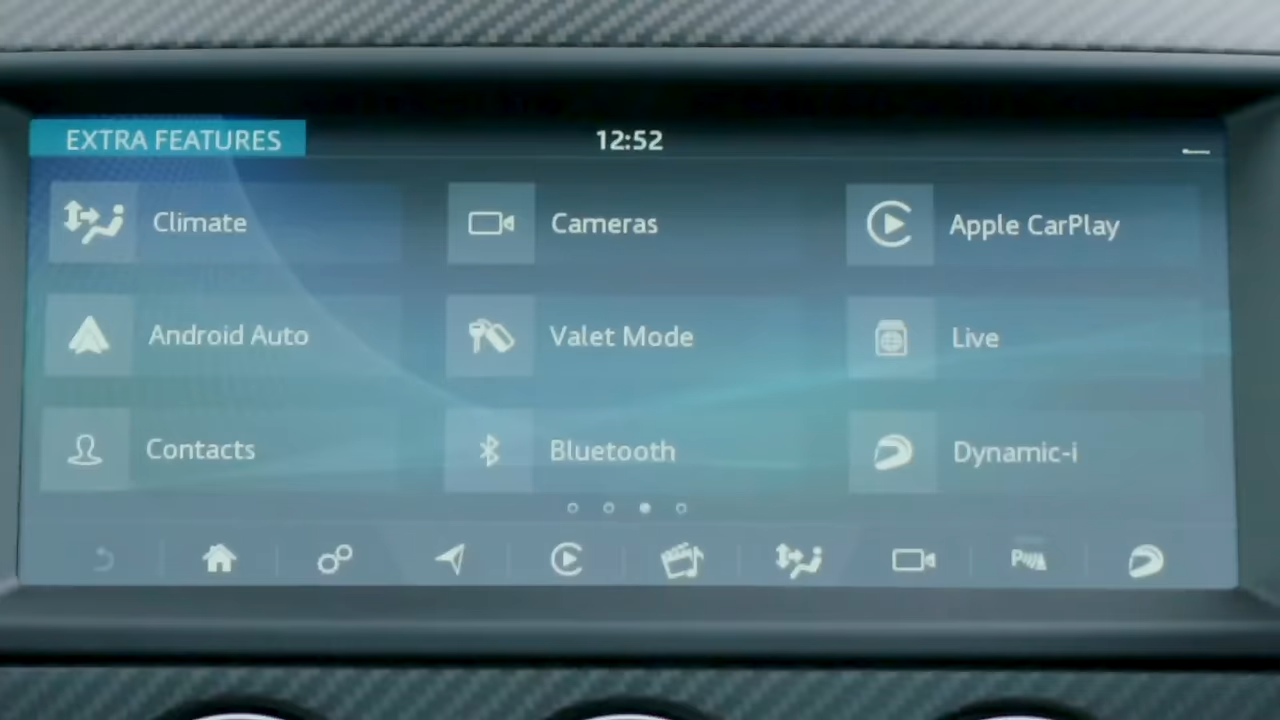 EXTRA FEATURES
12:52
Climate
Cameras
Apple CarPlay
Android Auto
Valet Mode
Live
Contacts
Bluetooth
Dynamic-i